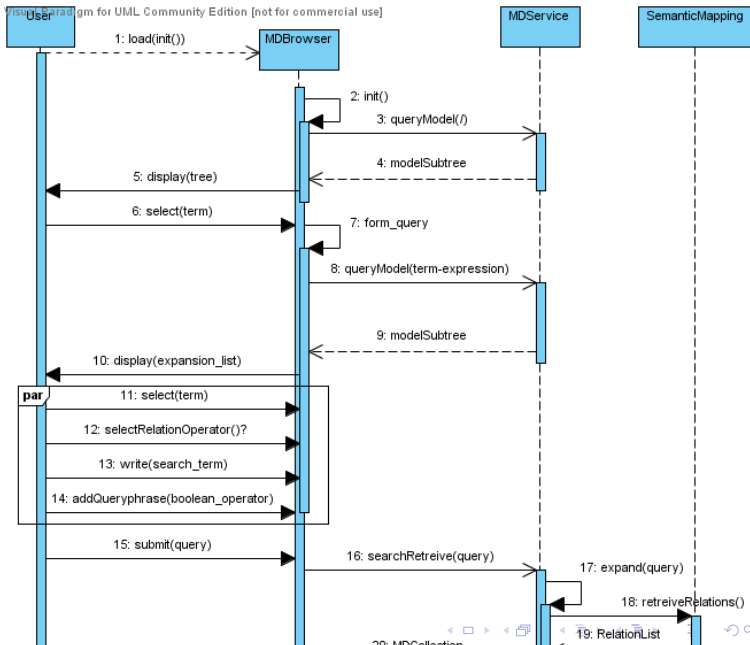 Visual Paradigm for UML Community Edition [not for commercial use]
User
MDBrowser
MDService
SemanticMapping
1: load(init())
2: init()
3: queryModel(/)
4: modelSubtree
5: display(tree)
6: select(term)
7: form_query
8: queryModel(term-expression)
9: modelSubtree
10: display(expansion_list)
par
11: select(term)
12: selectRelationOperator()?
13: write(search_term)
14: addQueryphrase(boolean_operator)
15: submit(query)
16: searchRetreive(query)
17: expand(query)
18: retreiveRelations()
19: RelationList
20: MDCollection